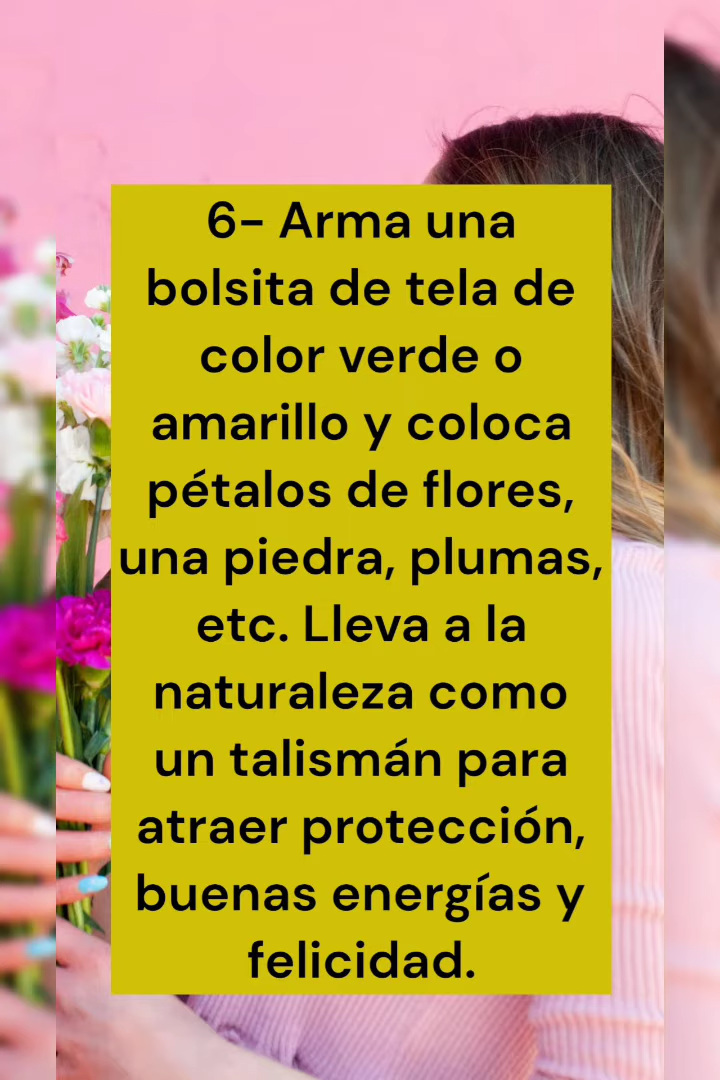 6- Arma una
bolsita de tela de
color verde o
amarillo y coloca
pétalos de flores,
una piedra, plumas,
etc. Lleva a la
naturaleza como
un talismán para
atraer protección,
buenas energías y
felicidad.